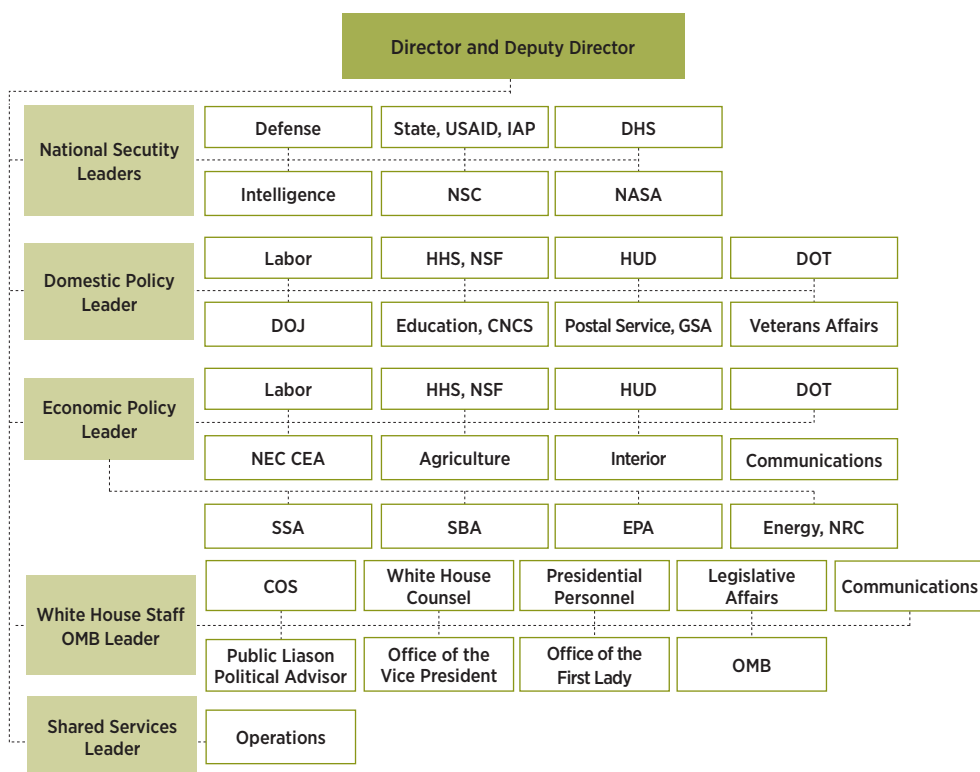 Director and Deputy Director
National Secutity
Leaders
Defense
State, USAID, IAP
DHS
Intelligence
NSC
NASA
Domestic Policy
Leader
Labor
HHS, NSF
HUD
DOT
DOJ
Education, CNCS
Postal Service, GSA
Veterans Affairs
Economic Policy
Leader
Labor
HHS, NSF
HUD
DOT
NEC CEA
Agriculture
Interior
Communications
SSA
SBA
EPA
Energy, NRC
White House Staff
OMB Leader
COS
White House
Counsel
Presidential
Personnel
Legislative
Affairs
Communications
Public Liason
Political Advisor
Office of the
Vice President
Office of the
First Lady
OMB
Shared Services
Leader
Operations